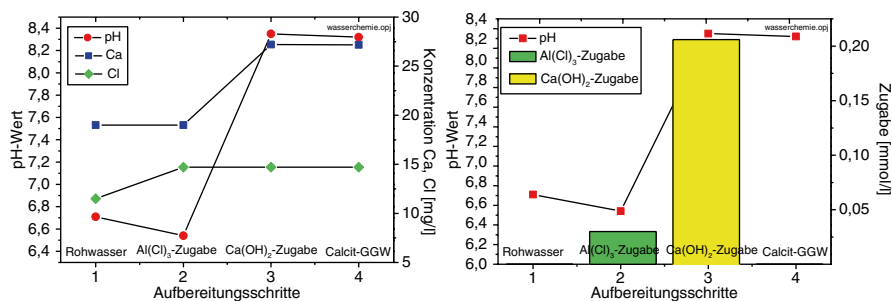 wasserchemie.opj
pH
Ca
Cl
pH-Wert
8,4
8,2
8,0
7,8
7,6
7,4
7,2
7,0
6,8
6,6
6,4
Konzentration Ca, Cl [mg/l]
30
25
20
15
10
5
Rohwasser
Al(Cl)3-Zugabe
Ca(OH)2-Zugabe
Calcit-GGW
1
2
3
4
Aufbereitungsschritte
wasserchemie.opj
pH
Al(Cl)3-Zugabe
Ca(OH)2-Zugabe
pH-Wert
8,4
8,2
8,0
7,8
7,6
7,4
7,2
7,0
6,8
6,6
6,4
6,2
6,0
Zugabe [mmol/l]
0,20
0,15
0,10
0,05
Rohwasser
Al(Cl)3-Zugabe
Ca(OH)2-Zugabe
Calcit-GGW
1
2
3
4
Aufbereitungsschritte